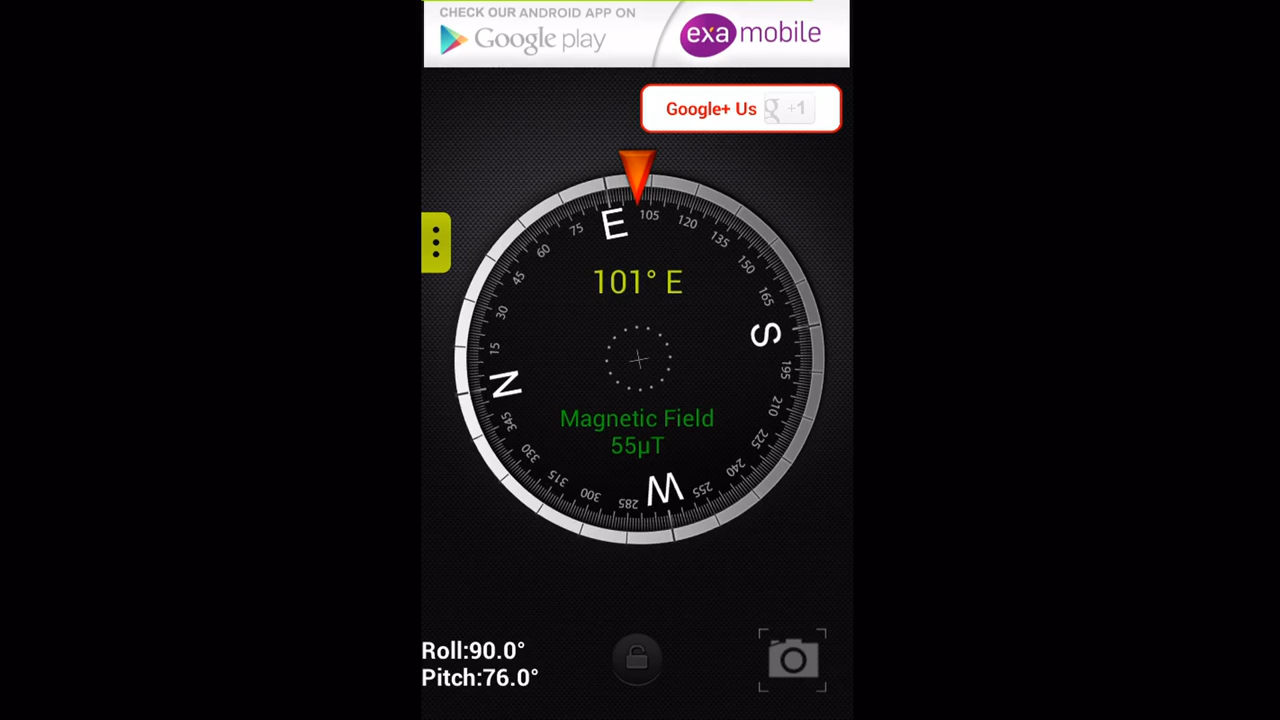 CHECK OUR ANDROID APP ON
Google play
exa mobile
Google+ Us g +1
E
105
120
135
150
165
S
195
210
225
240
255
W
285
300
315
330
345
N
15
30
45
60
75
101° E
Magnetic Field
55µT
Roll:90.0°
Pitch:76.0°